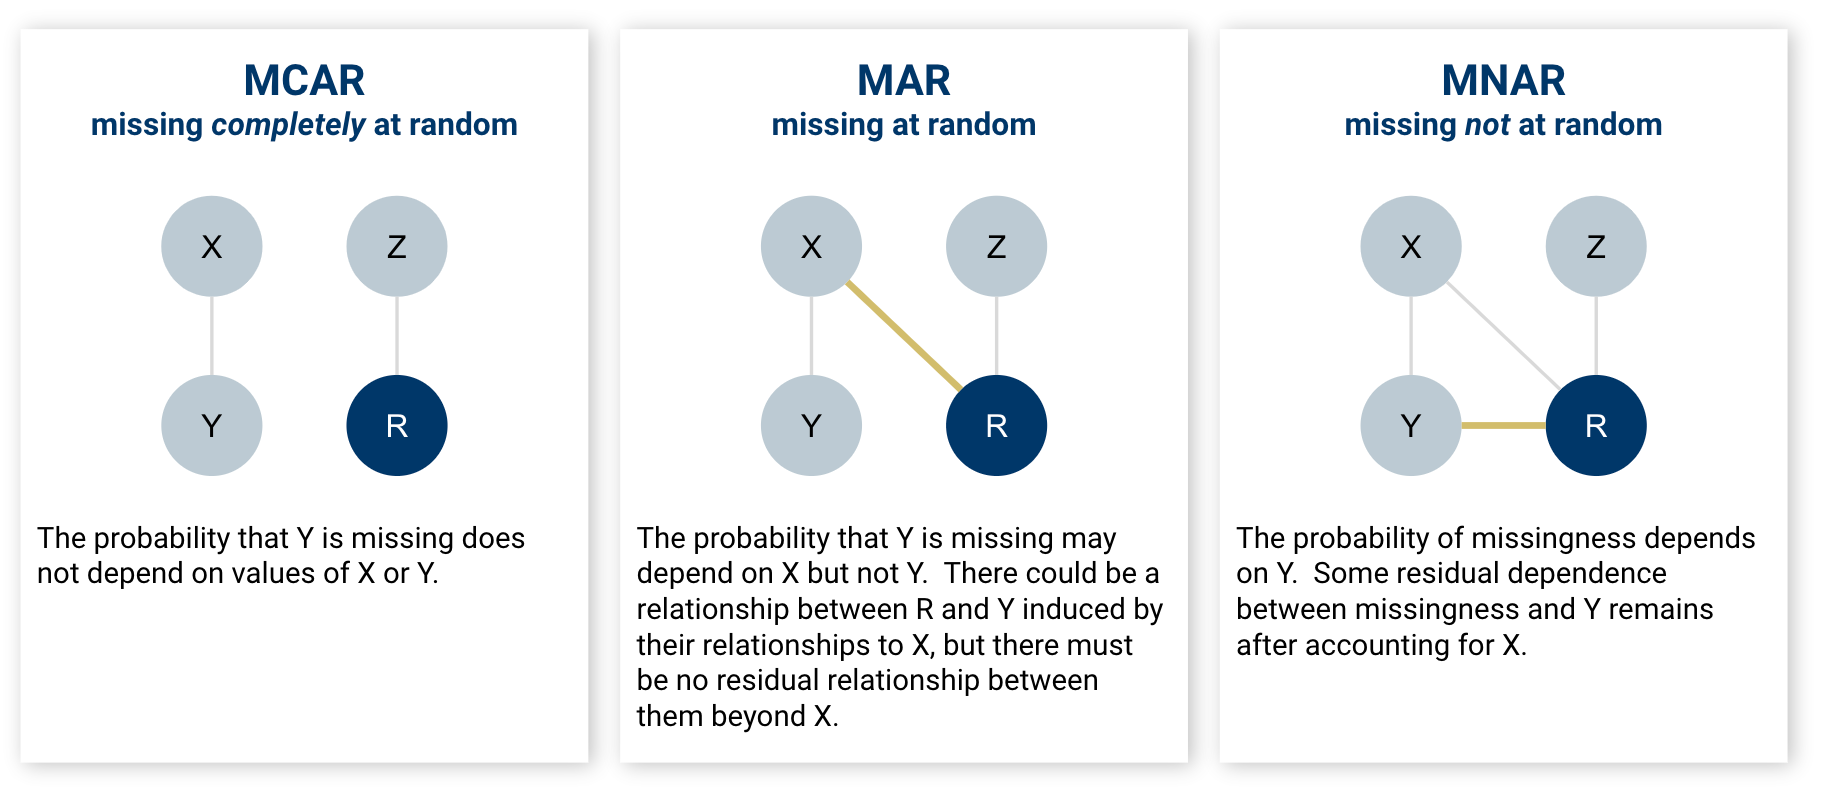 MCAR
missing completely at random
X
Z
Y
R
The probability that Y is missing does
not depend on values of X or Y.
MAR
missing at random
X
Z
Y
R
The probability that Y is missing may
depend on X but not Y.  There could be a
relationship between R and Y induced by
their relationships to X, but there must
be no residual relationship between
them beyond X.
MNAR
missing not at random
X
Z
Y
R
The probability of missingness depends
on Y.  Some residual dependence
between missingness and Y remains
after accounting for X.